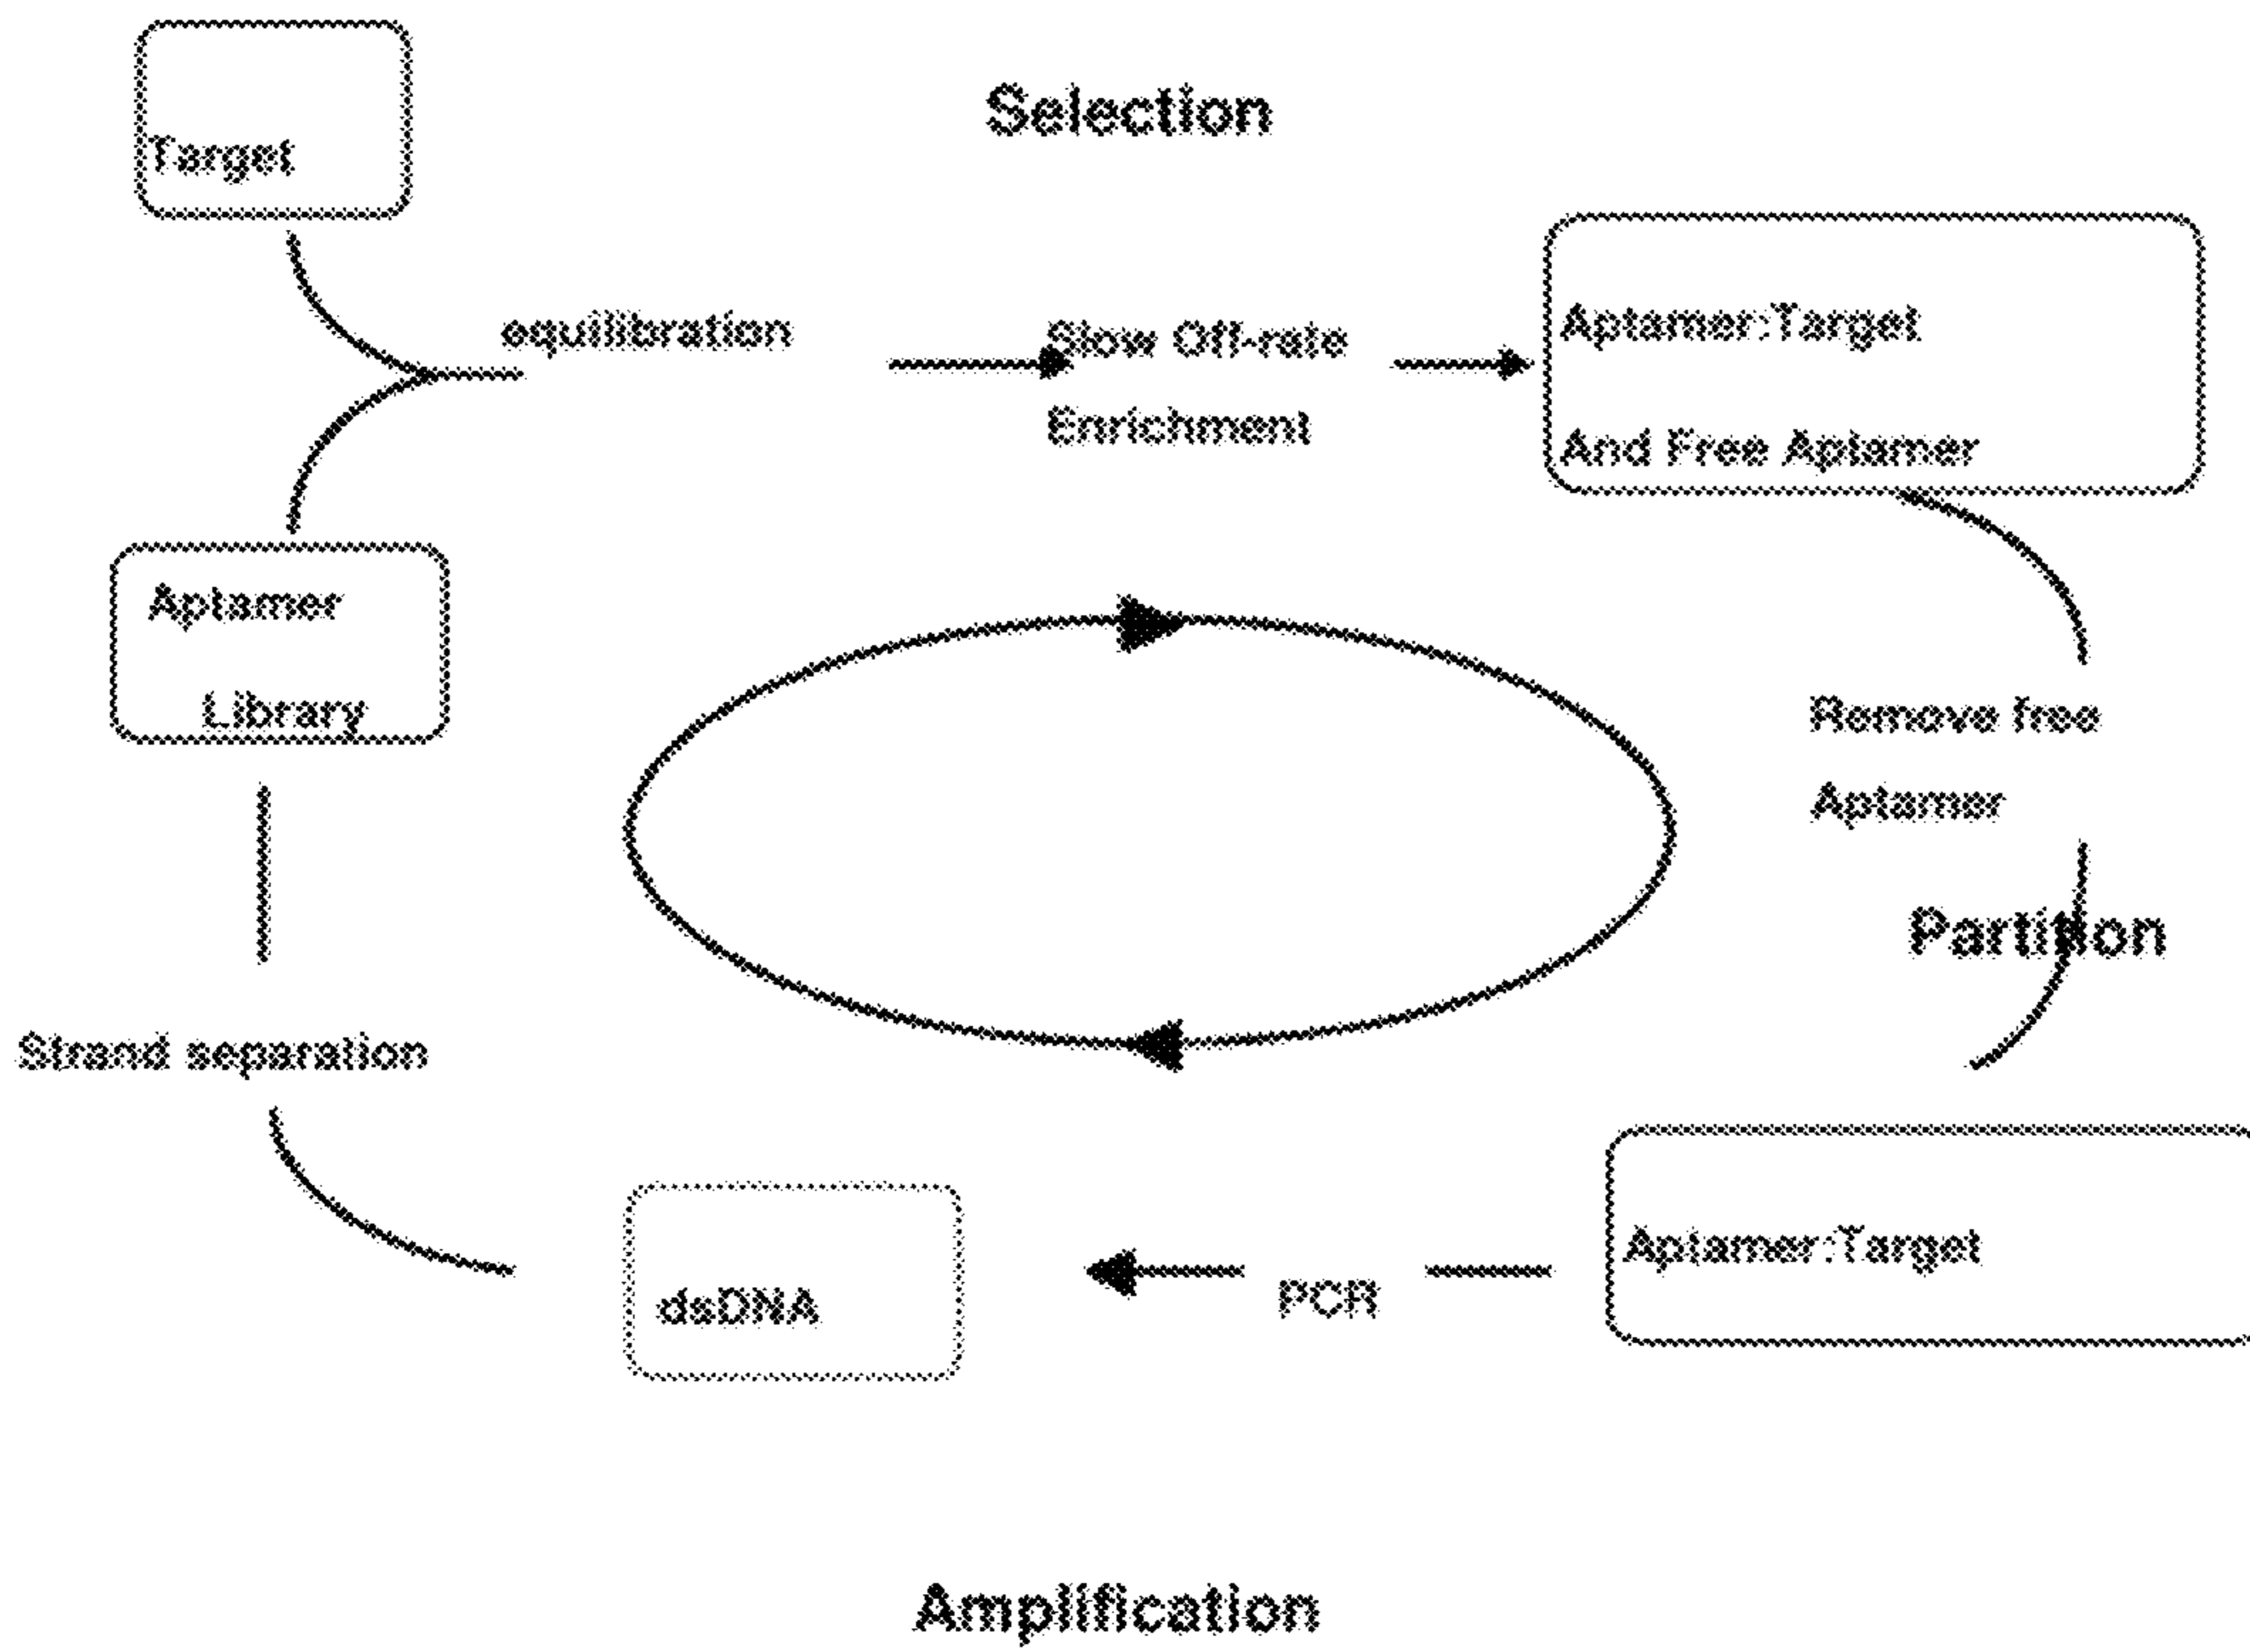 Target
Selection
equilibration
Slow Off-rate
Enrichment
Aptamer:Target
And Free Aptamer
Aptamer
Library
Remove free
Aptamer
Partition
Strand separation
Aptamer:Target
PCR
dsDNA
Amplification